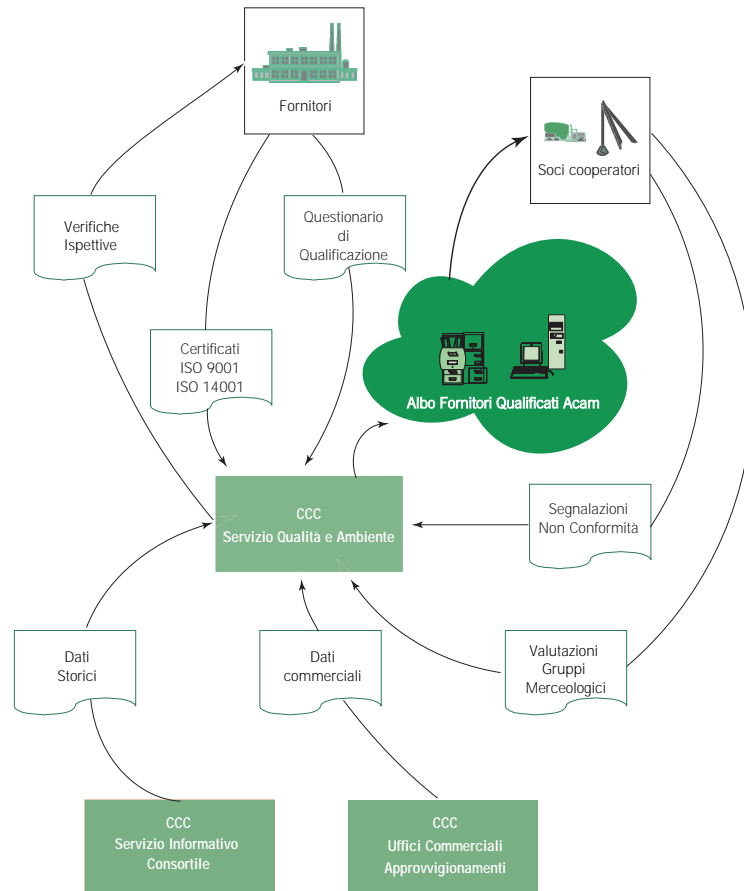 Fornitori
Soci cooperatori
Verifiche
Ispettive
Questionario
di
Qualificazione
Certificati
ISO 9001
ISO 14001
Albo Fornitori Qualificati Acam
CCC
Servizio Qualità e Ambiente
Segnalazioni
Non Conformità
Dati
Storici
Dati
commerciali
Valutazioni
Gruppi
Merceologici
CCC
Servizio Informativo
Consortile
CCC
Uffici Commerciali
Approvvigionamenti